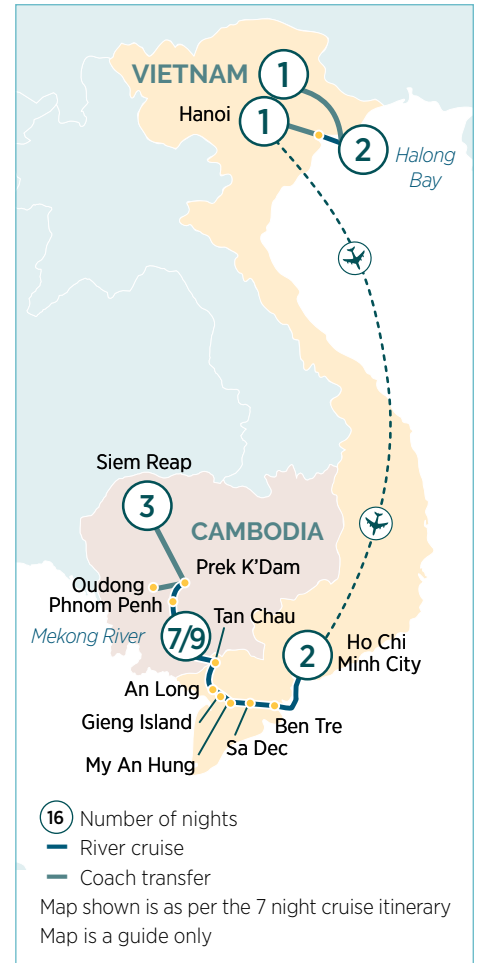 VIETNAM
1
Hanoi
1
2
Halong
Bay
Siem Reap
3
CAMBODIA
Prek K'Dam
Oudong
Phnom Penh
Tan Chau
Mekong River
7/9
2
Ho Chi
Minh City
An Long
Gieng Island
Ben Tre
Sa Dec
My An Hung
16 Number of nights
River cruise
Coach transfer
Map shown is as per the 7 night cruise itinerary
Map is a guide only